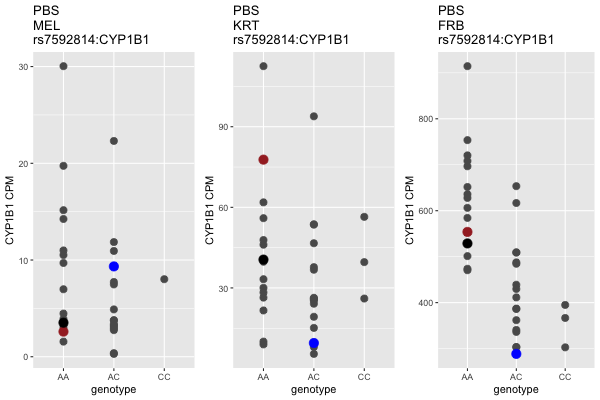 PBS
MEL
rs7592814:CYP1B1
30
20
10
0
CYP1B1 CPM
AA
AC
CC
genotype
PBS
KRT
rs7592814:CYP1B1
90
60
30
CYP1B1 CPM
AA
AC
CC
genotype
PBS
FRB
rs7592814:CYP1B1
800
600
400
CYP1B1 CPM
AA
AC
CC
genotype